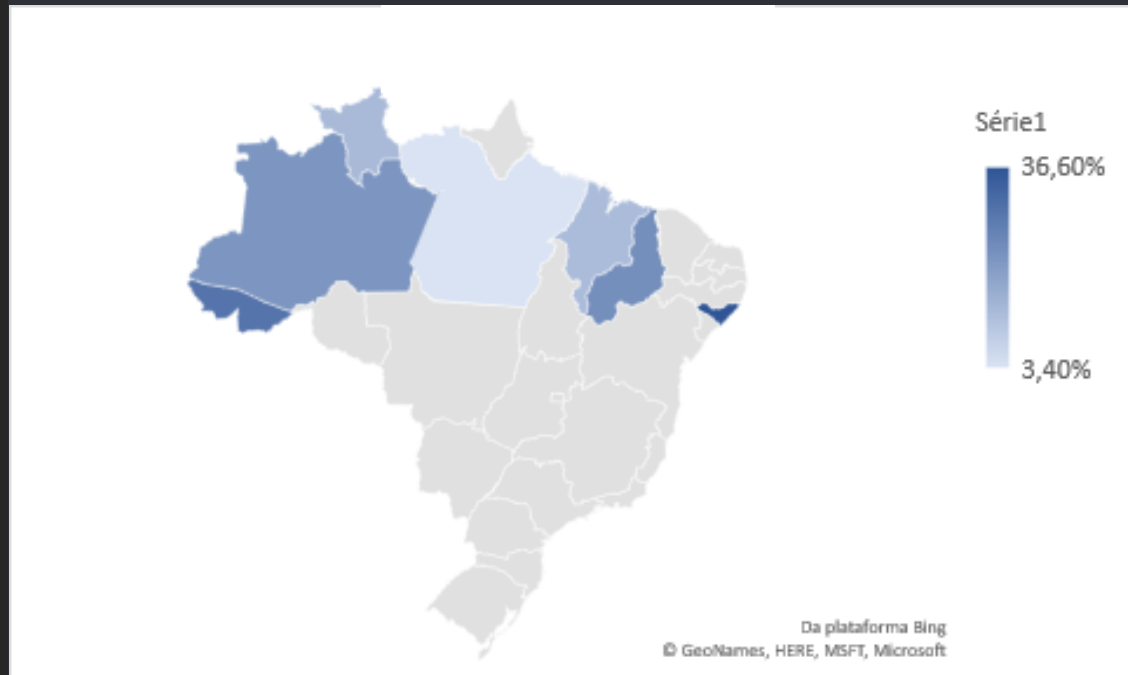 Série1
36,60%
3,40%
Da plataforma Bing
© GeoNames, HERE, MSFT, Microsoft